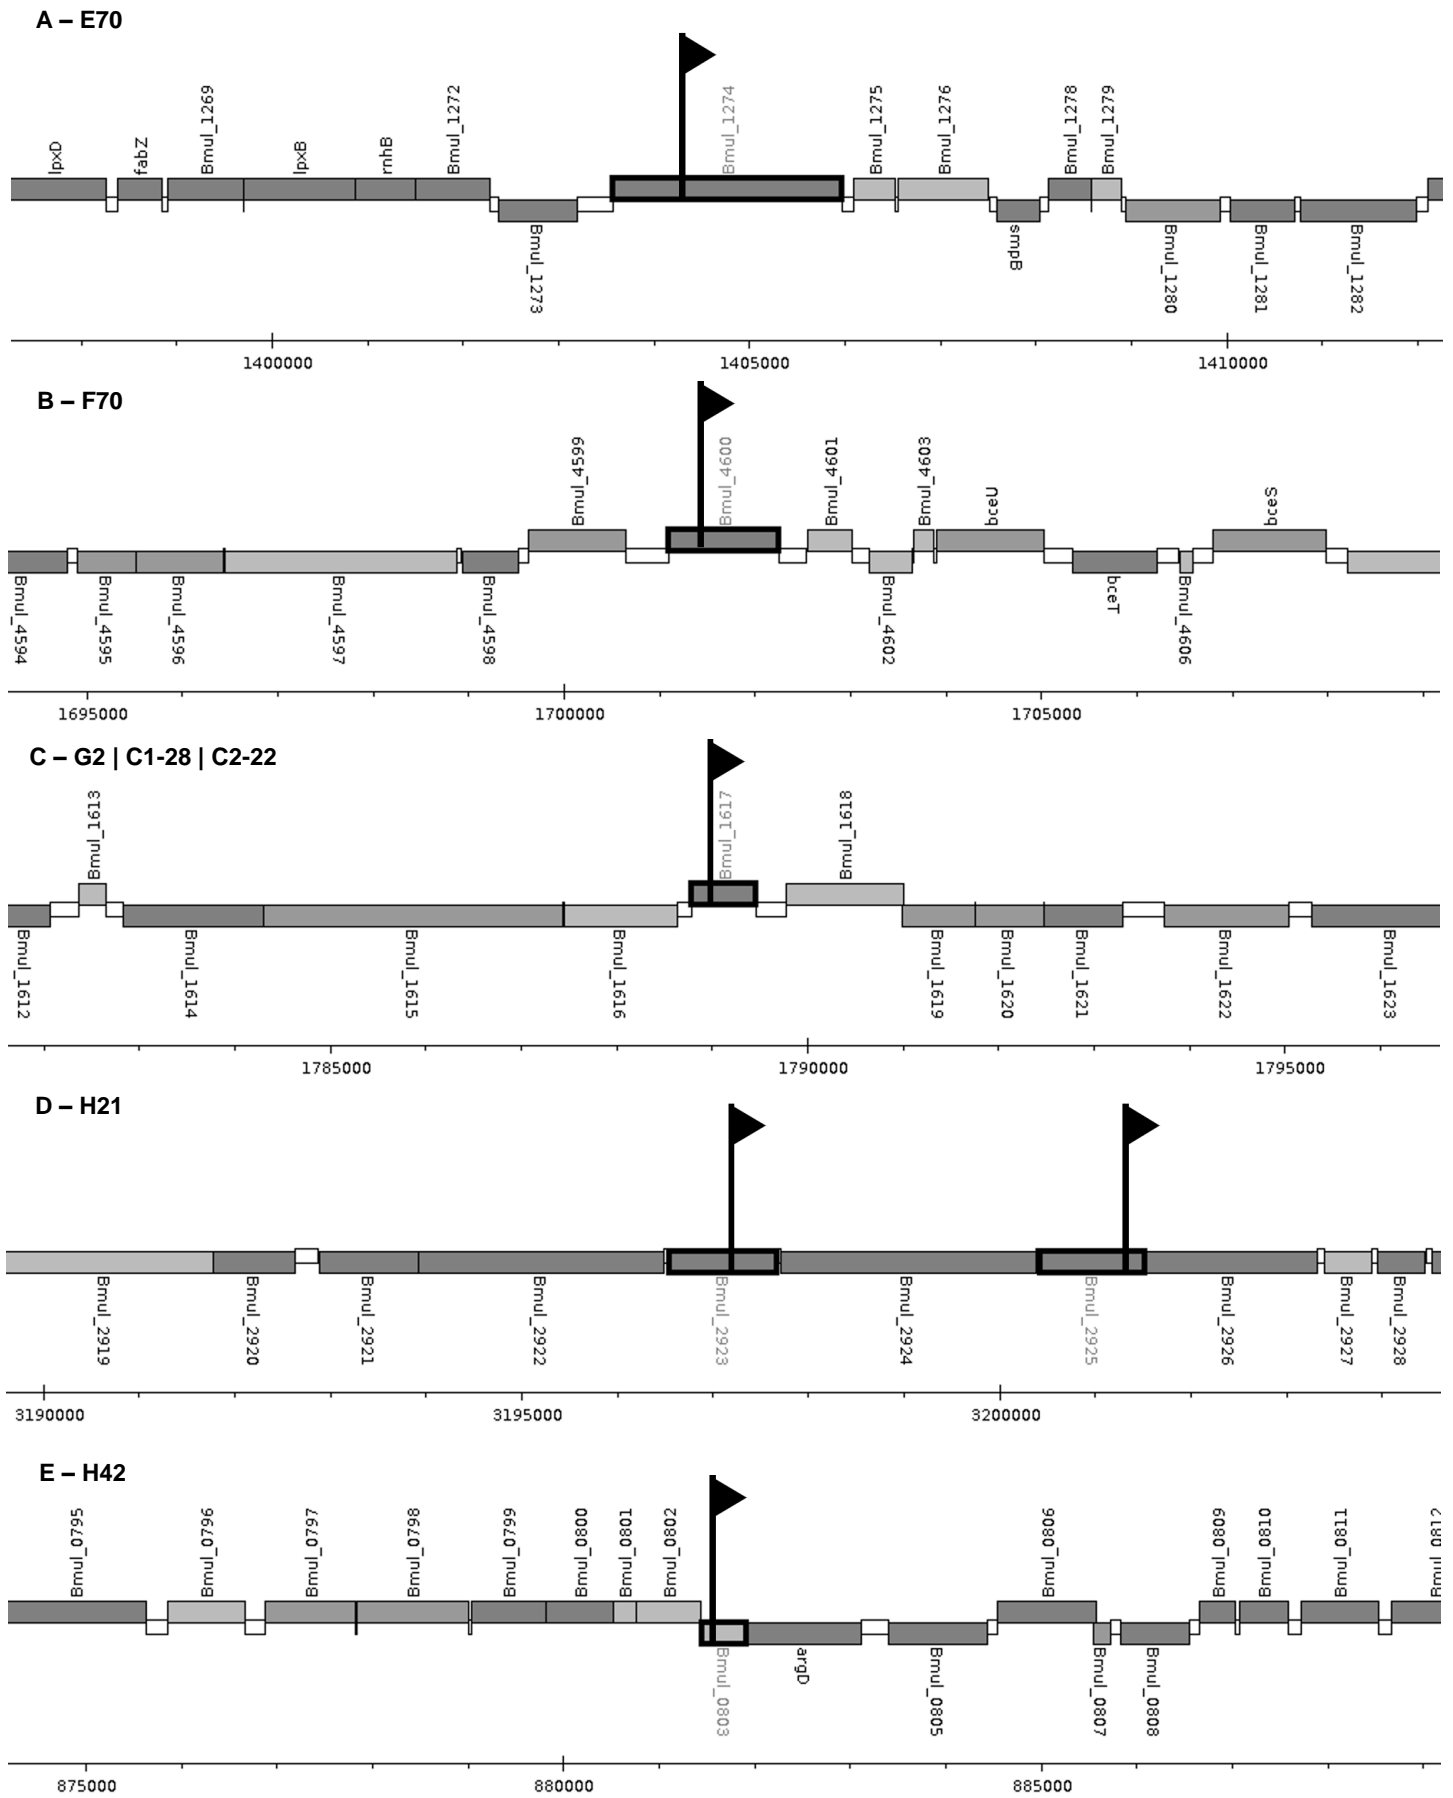 A – E70
lpxD fabZ Bmul_1269 lpxB rnhB Bmul_1272 Bmul_1274 Bmul_1275 Bmul_1276 Bmul_1278 Bmul_1279
Bmul_1273 smpB Bmul_1280 Bmul_1281 Bmul_1282
1400000 1405000 1410000
B – F70
Bmul_4599 Bmul_4600 Bmul_4601 Bmul_4603 bceU bceS
Bmul_4594 Bmul_4595 Bmul_4596 Bmul_4597 Bmul_4598 Bmul_4602 bceT Bmul_4606
1695000 1700000 1705000
C – G2 | C1-28 | C2-22
Bmul_1613 Bmul_1617 Bmul_1618
Bmul_1612 Bmul_1614 Bmul_1615 Bmul_1616 Bmul_1619 Bmul_1620 Bmul_1621 Bmul_1622 Bmul_1623
1785000 1790000 1795000
D – H21
Bmul_2919 Bmul_2920 Bmul_2921 Bmul_2922 Bmul_2923 Bmul_2924 Bmul_2925 Bmul_2926 Bmul_2927 Bmul_2928
3190000 3195000 3200000
E – H42
Bmul_0795 Bmul_0796 Bmul_0797 Bmul_0798 Bmul_0799 Bmul_0800 Bmul_0801 Bmul_0802 Bmul_0806 Bmul_0809 Bmul_0810 Bmul_0811 Bmul_0812
Bmul_0803 argD Bmul_0805 Bmul_0807 Bmul_0808
875000 880000 885000